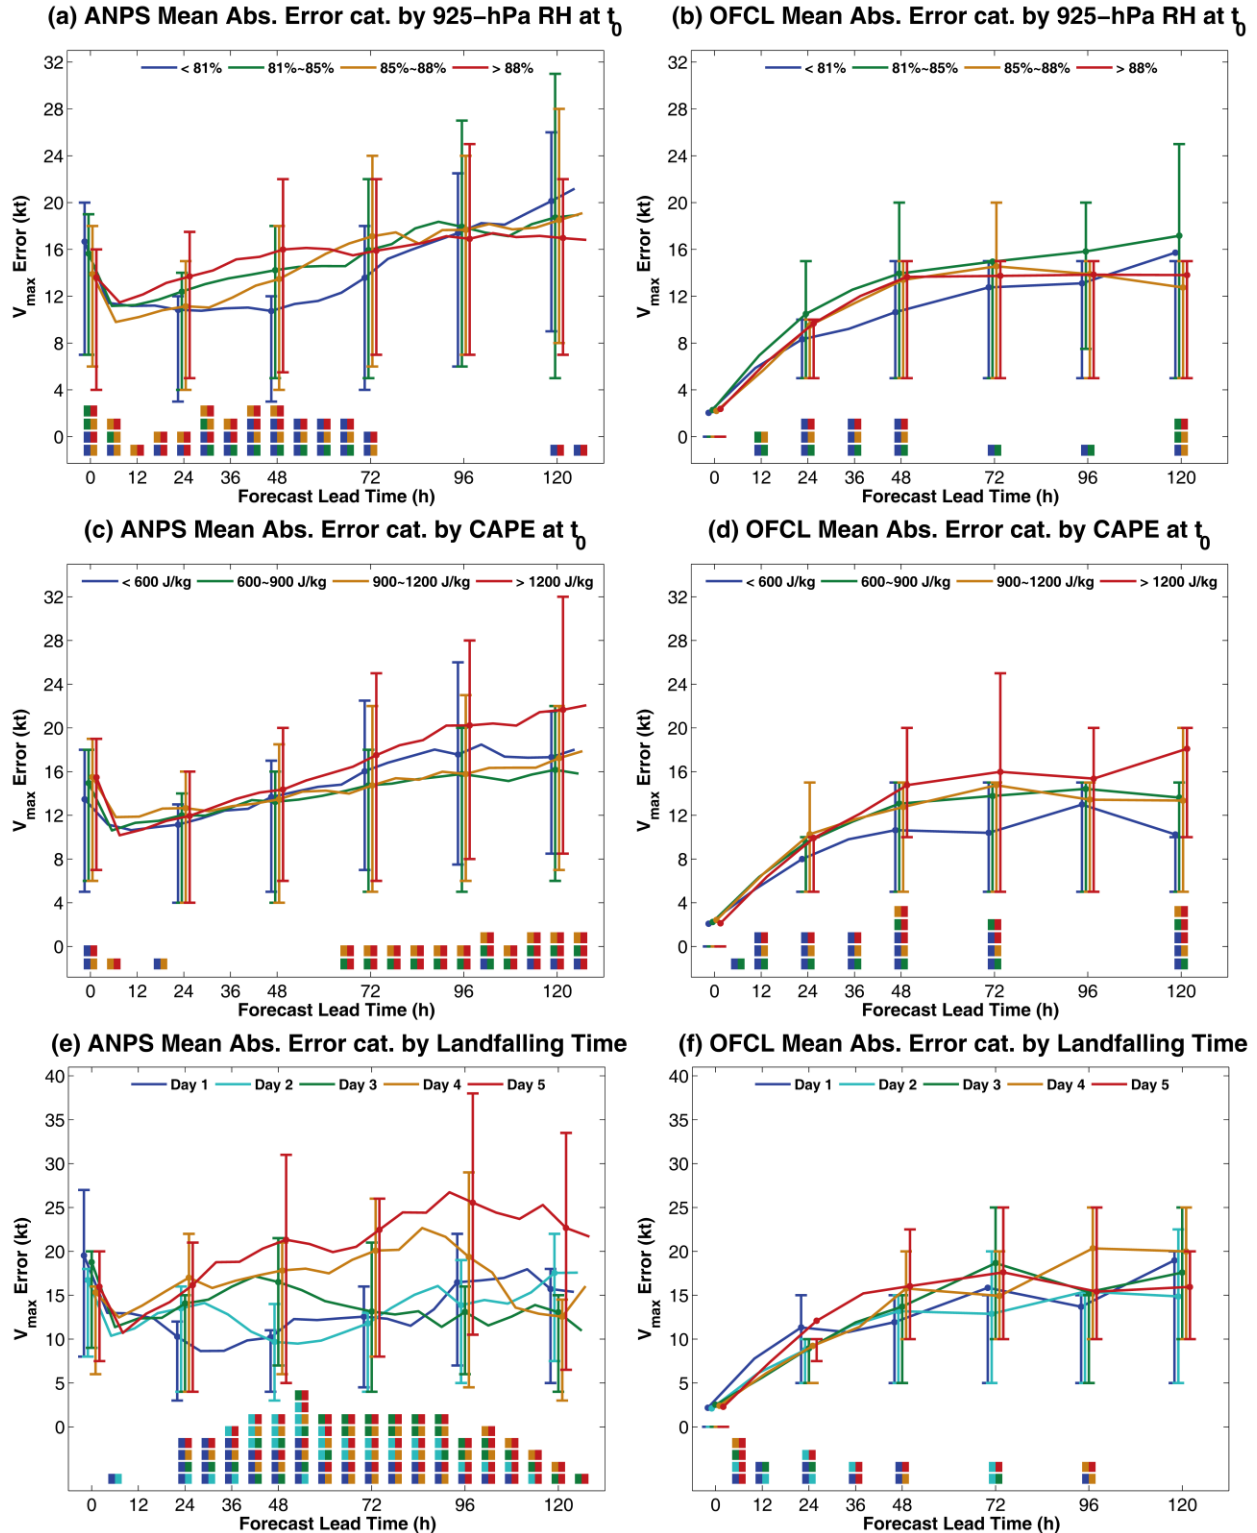 (a) ANPS Mean Abs. Error cat. by 925-hPa RH at t0
< 81% 81%~85% 85%~88% > 88%
32
28
24
20
16
12
8
4
0
Vmax Error (kt)
0 12 24 36 48 72 96 120
Forecast Lead Time (h)
(b) OFCL Mean Abs. Error cat. by 925-hPa RH at t0
< 81% 81%~85% 85%~88% > 88%
32
28
24
20
16
12
8
4
0
Vmax Error (kt)
0 12 24 36 48 72 96 120
Forecast Lead Time (h)
(c) ANPS Mean Abs. Error cat. by CAPE at t0
< 600 J/kg 600~900 J/kg 900~1200 J/kg > 1200 J/kg
32
28
24
20
16
12
8
4
0
Vmax Error (kt)
0 12 24 36 48 72 96 120
Forecast Lead Time (h)
(d) OFCL Mean Abs. Error cat. by CAPE at t0
< 600 J/kg 600~900 J/kg 900~1200 J/kg > 1200 J/kg
32
28
24
20
16
12
8
4
0
Vmax Error (kt)
0 12 24 36 48 72 96 120
Forecast Lead Time (h)
(e) ANPS Mean Abs. Error cat. by Landfalling Time
Day 1 Day 2 Day 3 Day 4 Day 5
40
35
30
25
20
15
10
5
0
Vmax Error (kt)
0 12 24 36 48 72 96 120
Forecast Lead Time (h)
(f) OFCL Mean Abs. Error cat. by Landfalling Time
Day 1 Day 2 Day 3 Day 4 Day 5
40
35
30
25
20
15
10
5
0
Vmax Error (kt)
0 12 24 36 48 72 96 120
Forecast Lead Time (h)